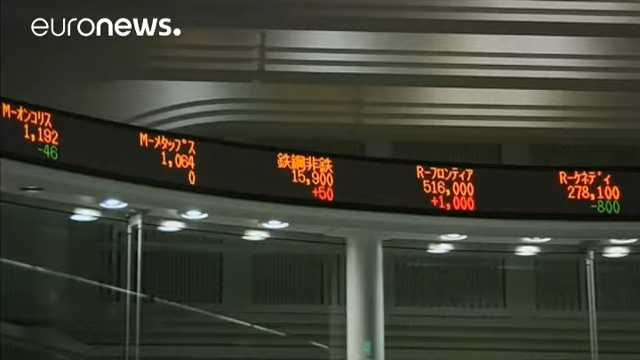 euronews.
M-オンコリス
1,192
-46
M-メタップス
1,064
0
鉄鋼非鉄
15,900
+50
R-フロンティア
516,000
+1,000
R-ケネディ
278,100
-800